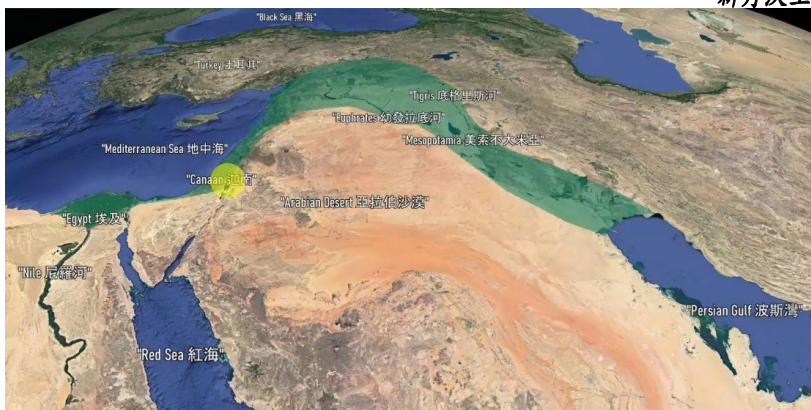 "Black Sea 黑海"
"Turkey 土耳其"
"Tigris 底格里斯河"
"Euphrates 幼發拉底河"
"Mesopotamia 美索不大米亞"
"Mediterranean Sea 地中海"
"Canaan 迦南"
"Arabian Desert 亞拉伯沙漠"
"Egypt 埃及"
"Nile 尼羅河"
"Persian Gulf 波斯灣"
"Red Sea 紅海"